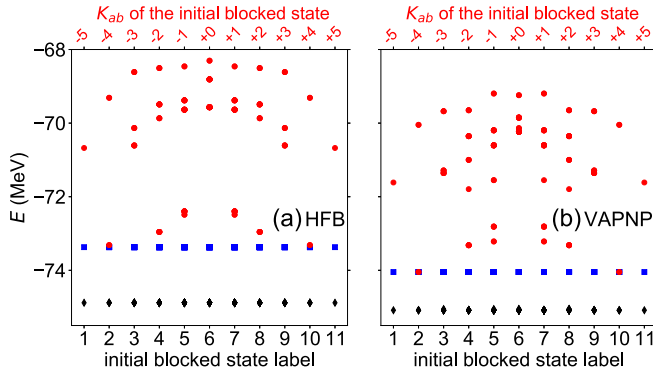 K_ab of the initial blocked state K_ab of the initial blocked state
-5 -4 -3 -2 -1 +0 +1 +2 +3 +4 +5 -5 -4 -3 -2 -1 +0 +1 +2 +3 +4 +5
−68
−70
−72
−74
E (MeV)
(a) HFB (b) VAPNP
1 2 3 4 5 6 7 8 9 10 11 1 2 3 4 5 6 7 8 9 10 11
initial blocked state label initial blocked state label